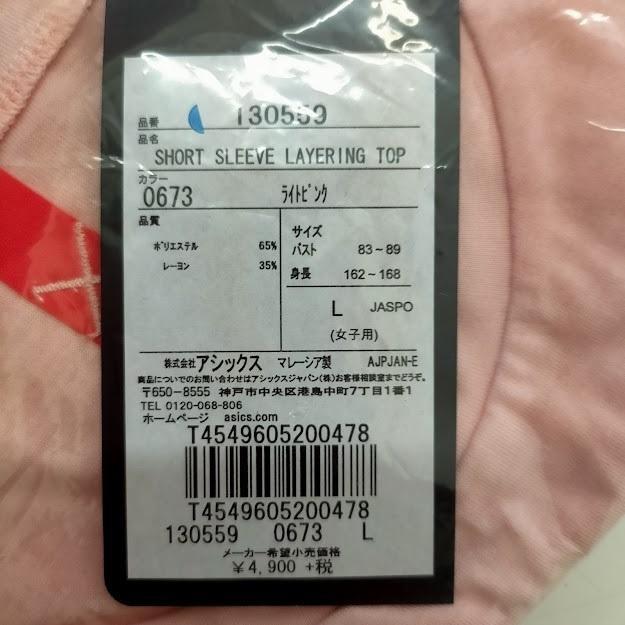 品番 130559
品名
SHORT SLEEVE LAYERING TOP
カラー
0673 ライトピンク
品質
ポリエステル 65%
レーヨン 35%
サイズ
バスト 83~89
身長 162~168
L JASPO
(女子用)
株式会社アシックス マレーシア製 AJPJAN-E
商品についてのお問い合わせはアシックスジャパン(株)お客様相談室までどうぞ。
〒650-8555 神戸市中央区港島中町7丁目1番1
TEL 0120-068-806
ホームページ asics.com
T4549605200478
T4549605200478
130559 0673 L
メーカー希望小売価格
¥4,900 +税